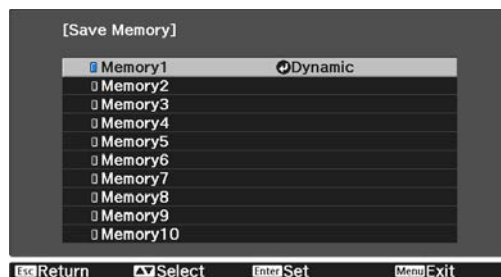 [Save Memory]
Memory1 Dynamic
Memory2
Memory3
Memory4
Memory5
Memory6
Memory7
Memory8
Memory9
Memory10
Esc Return Select Enter Set Menu Exit